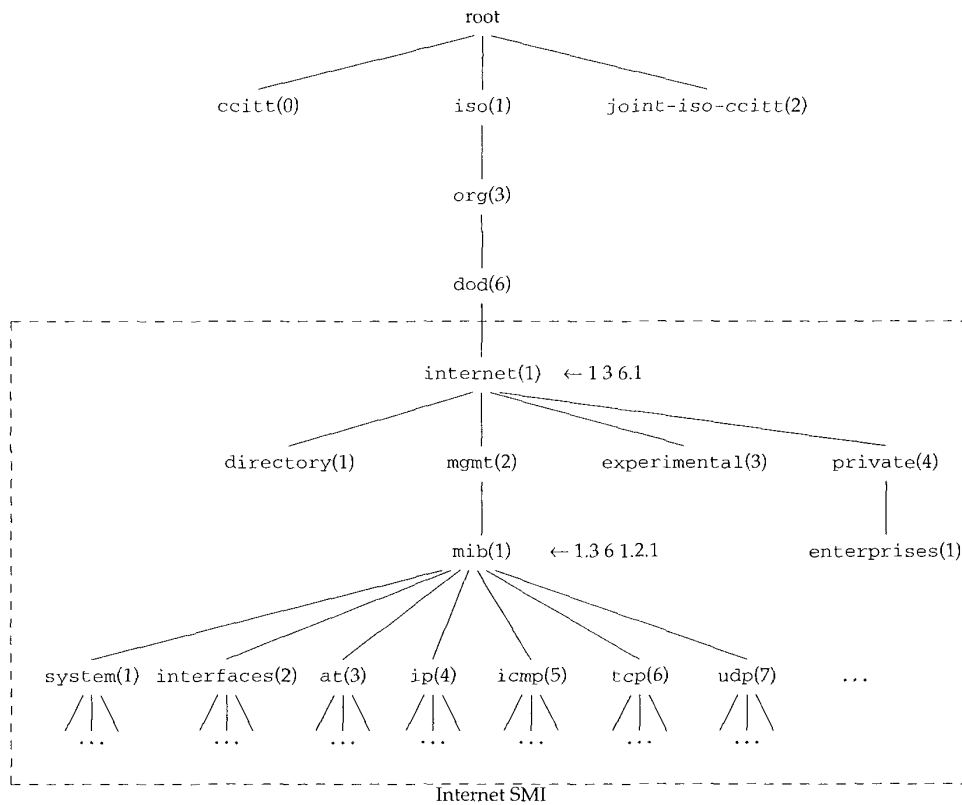 root
ccitt(0) iso(1) joint-iso-ccitt(2)
org(3)
dod(6)
internet(1) ← 1 3 6.1
directory(1) mgmt(2) experimental(3) private(4)
mib(1) ← 1.3 6 1.2.1 enterprises(1)
system(1) interfaces(2) at(3) ip(4) icmp(5) tcp(6) udp(7) ...
... ... ... ... ... ... ...
Internet SMI